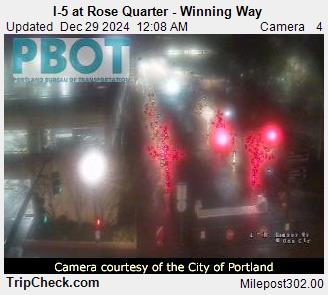 I-5 at Rose Quarter - Winning Way
Updated Dec 29 2024 12:08 AM Camera 4
PBOT
PORTLAND BUREAU OF TRANSPORTATION
Camera courtesy of the City of Portland
TripCheck.com Milepost302.00